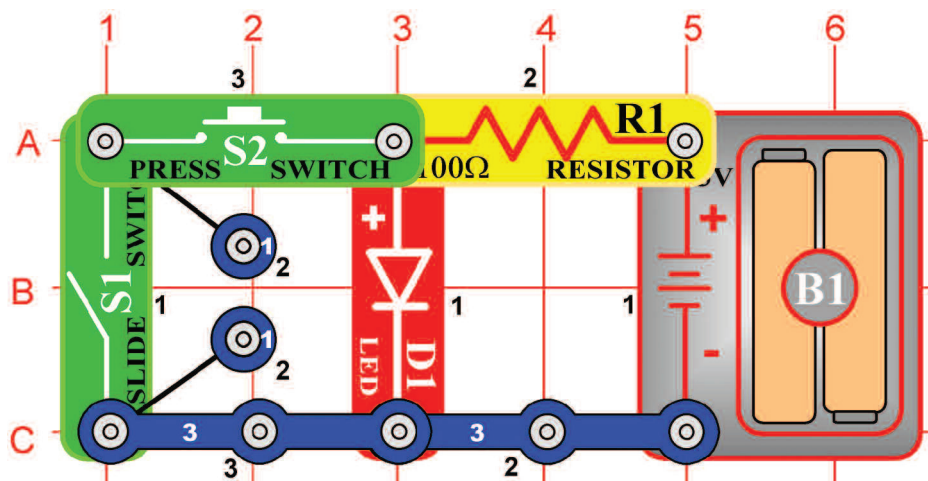 1 2 3 4 5 6
3 2
A
S2 R1
PRESS SWITCH 100Ω RESISTOR
+ +
1
2
B
S1 1 1 1 B1
1
2
SLIDE
LED D1
-
C
3 3
3 2